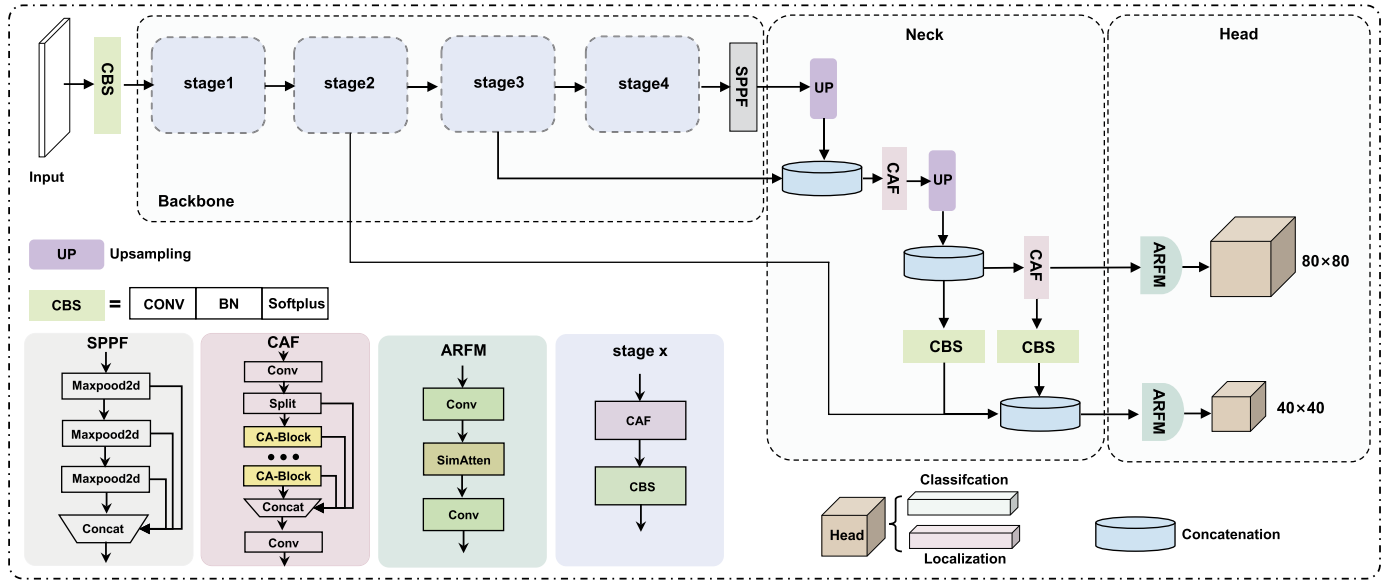 Neck
Head
CBS
stage1
stage2
stage3
stage4
SPPF
UP
Input
Backbone
CAF
UP
UP
Upsampling
CAF
ARFM
80×80
CBS
=
CONV
BN
Softplus
CBS
CBS
SPPF
Maxpood2d
Maxpood2d
Maxpood2d
Concat
CAF
Conv
Split
CA-Block
•••
CA-Block
Concat
Conv
ARFM
Conv
SimAtten
Conv
stage x
CAF
CBS
ARFM
40×40
Head
Classifcation
Localization
Concatenation